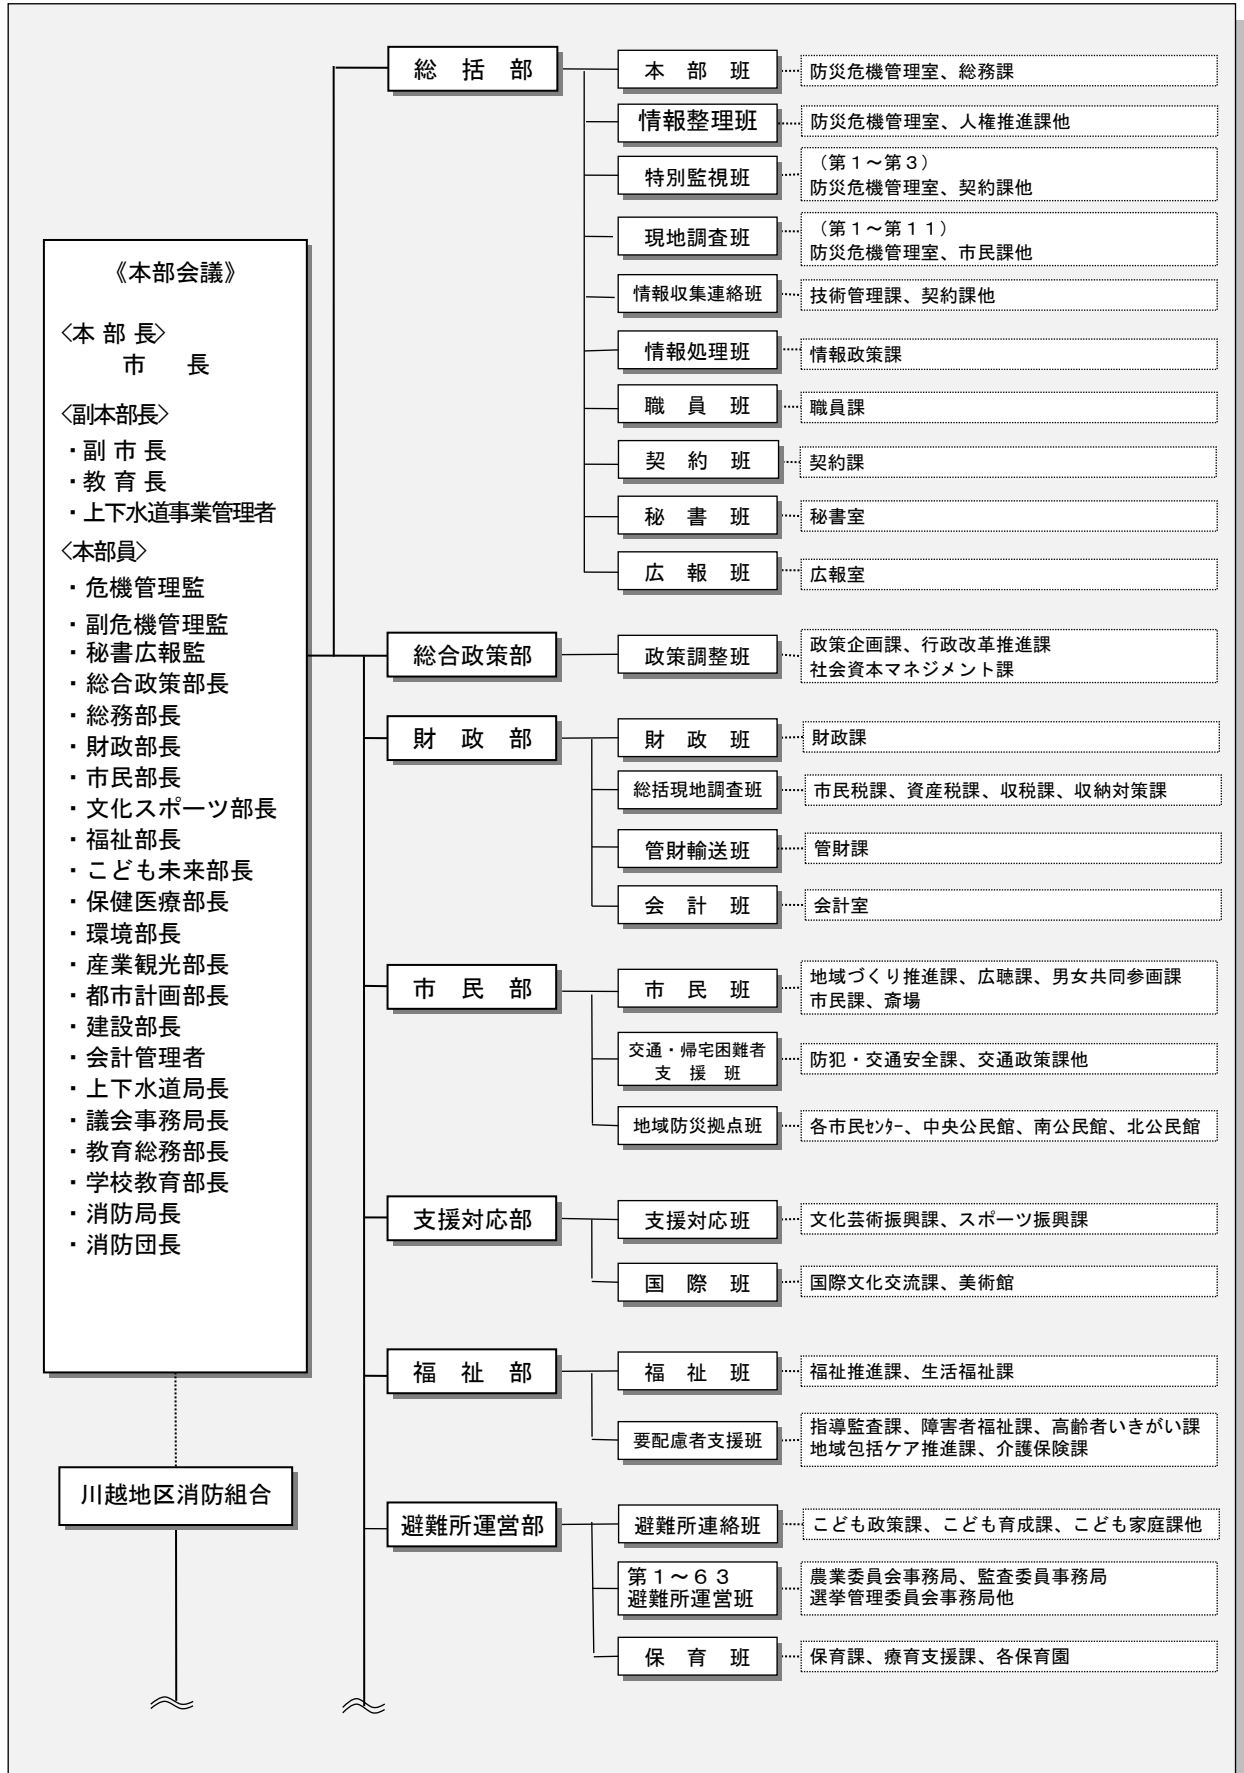 《本部会議》
〈本部長〉
市　長
〈副本部長〉
・副市長
・教育長
・上下水道事業管理者
〈本部員〉
・危機管理監
・副危機管理監
・秘書広報監
・総合政策部長
・総務部長
・財政部長
・市民部長
・文化スポーツ部長
・福祉部長
・こども未来部長
・保健医療部長
・環境部長
・産業観光部長
・都市計画部長
・建設部長
・会計管理者
・上下水道局長
・議会事務局長
・教育総務部長
・学校教育部長
・消防局長
・消防団長
川越地区消防組合
総　括　部
本　部　班
防災危機管理室、総務課
情報整理班
防災危機管理室、人権推進課他
特別監視班
（第１～第３）
防災危機管理室、契約課他
現地調査班
（第１～第１１）
防災危機管理室、市民課他
情報収集連絡班
技術管理課、契約課他
情報処理班
情報政策課
職　員　班
職員課
契　約　班
契約課
秘　書　班
秘書室
広　報　班
広報室
総合政策部
政策調整班
政策企画課、行政改革推進課
社会資本マネジメント課
財　政　部
財　政　班
財政課
総括現地調査班
市民税課、資産税課、収税課、収納対策課
管財輸送班
管財課
会　計　班
会計室
市　民　部
市　民　班
地域づくり推進課、広聴課、男女共同参画課
市民課、斎場
交通・帰宅困難者
支　援　班
防犯・交通安全課、交通政策課他
地域防災拠点班
各市民ｾﾝﾀｰ、中央公民館、南公民館、北公民館
支援対応部
支援対応班
文化芸術振興課、スポーツ振興課
国　際　班
国際文化交流課、美術館
福　祉　部
福　祉　班
福祉推進課、生活福祉課
要配慮者支援班
指導監査課、障害者福祉課、高齢者いきがい課
地域包括ケア推進課、介護保険課
避難所運営部
避難所連絡班
こども政策課、こども育成課、こども家庭課他
第１～６３
避難所運営班
農業委員会事務局、監査委員事務局
選挙管理委員会事務局他
保　育　班
保育課、療育支援課、各保育園